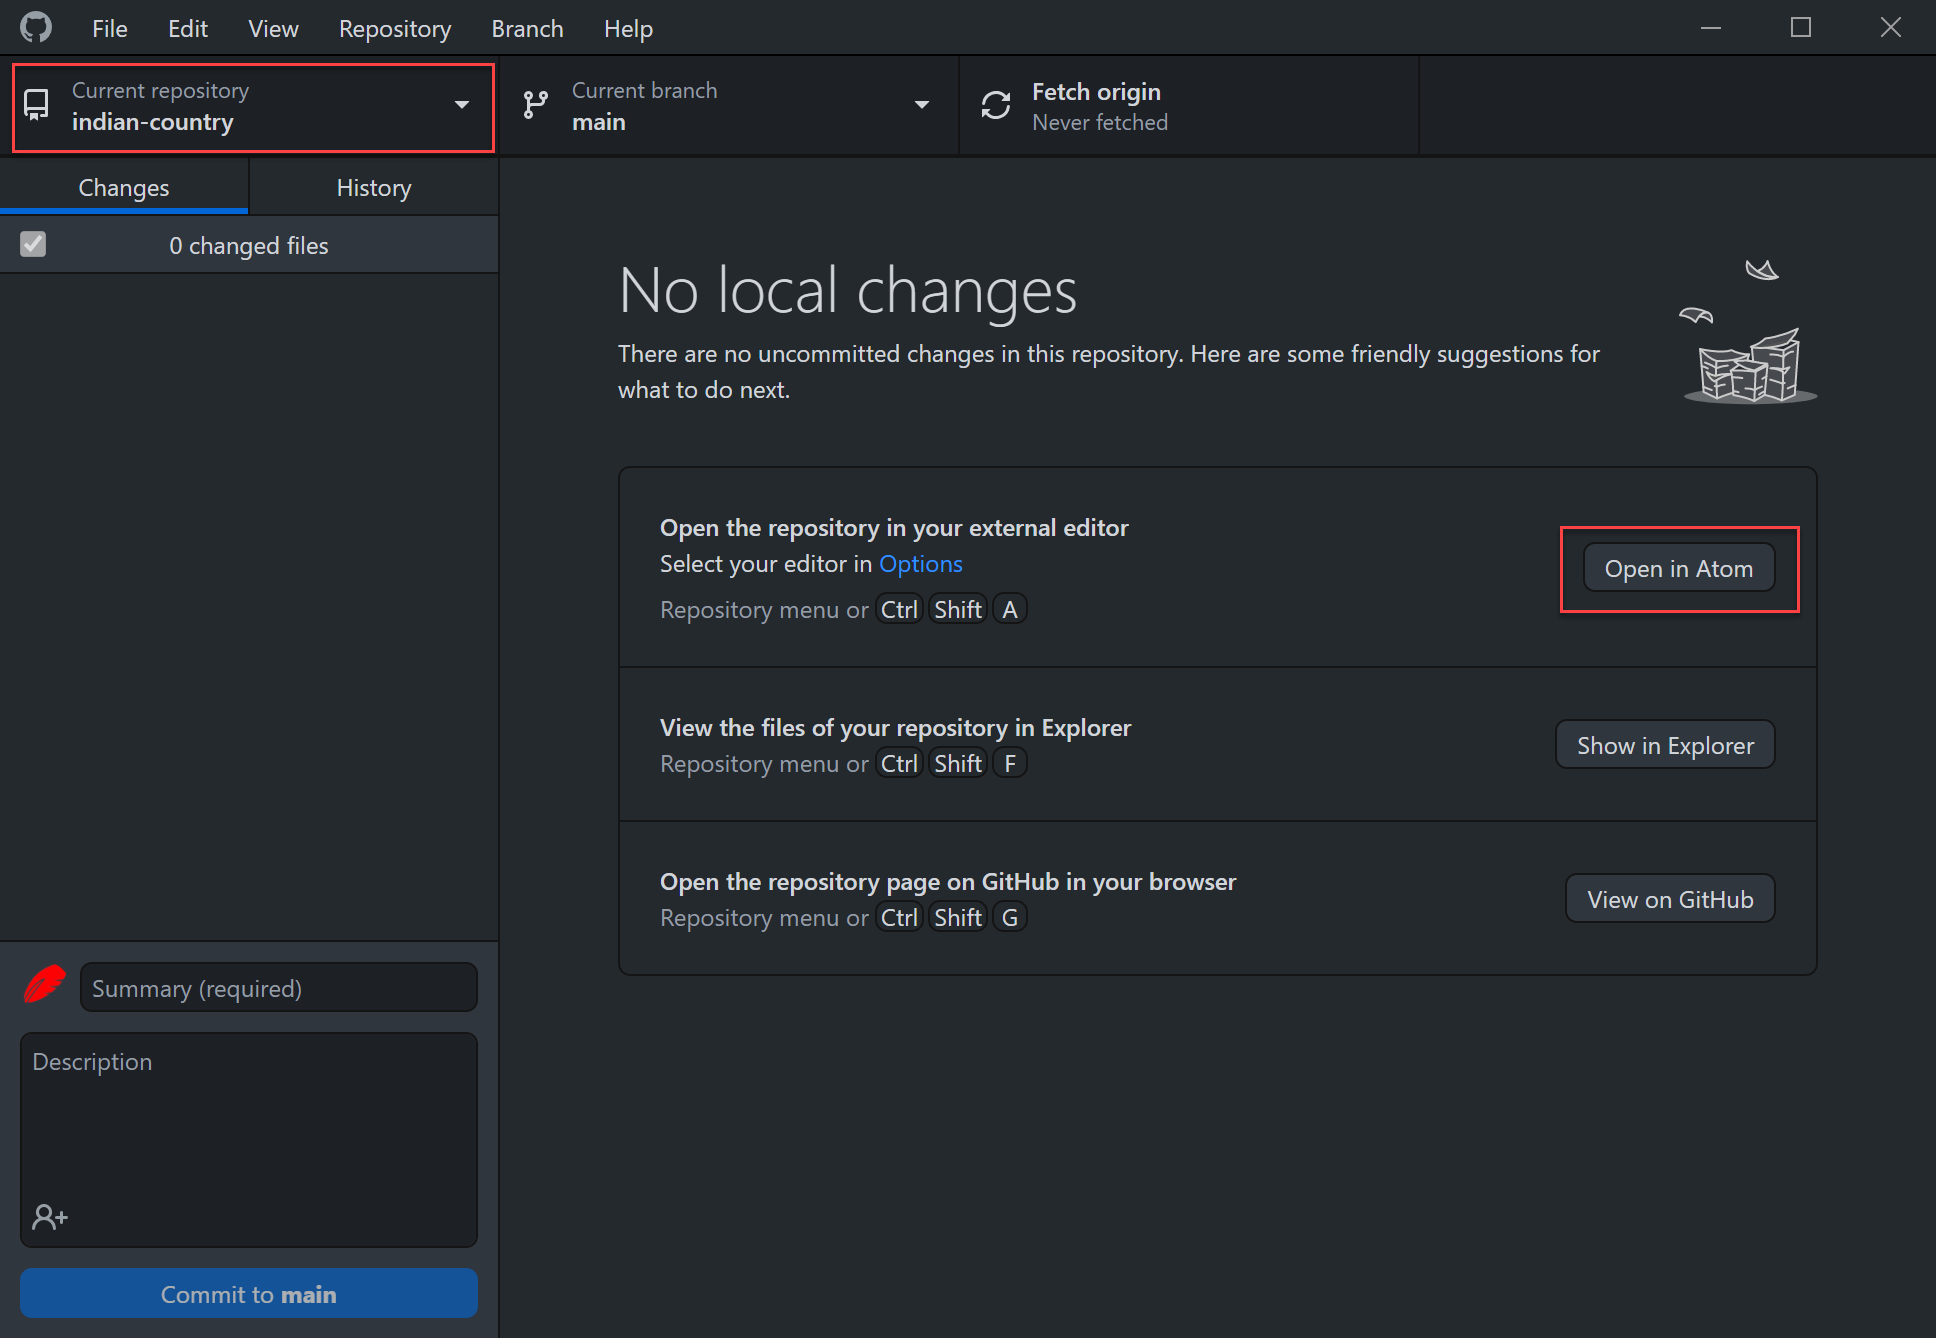 File Edit View Repository Branch Help
Current repository
indian-country
Current branch
main
Fetch origin
Never fetched
Changes
History
0 changed files
No local changes
There are no uncommitted changes in this repository. Here are some friendly suggestions for
what to do next.
Open the repository in your external editor
Select your editor in Options
Repository menu or Ctrl Shift A
Open in Atom
View the files of your repository in Explorer
Repository menu or Ctrl Shift F
Show in Explorer
Open the repository page on GitHub in your browser
Repository menu or Ctrl Shift G
View on GitHub
Summary (required)
Description
Commit to main